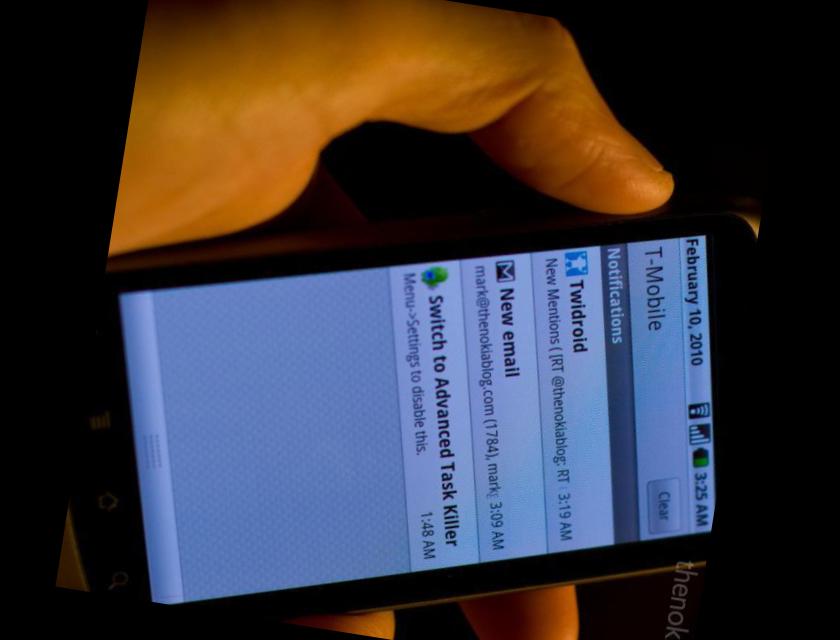 February 10, 2010 3:25 AM
T-Mobile Clear
Notifications
Twidroid
New Mentions ( [RT @thenokiablog: RT : 3:19 AM
New email
mark@thenokiablog.com (1784), mark 3:09 AM
Switch to Advanced Task Killer
Menu->Settings to disable this. 1:48 AM
thenok